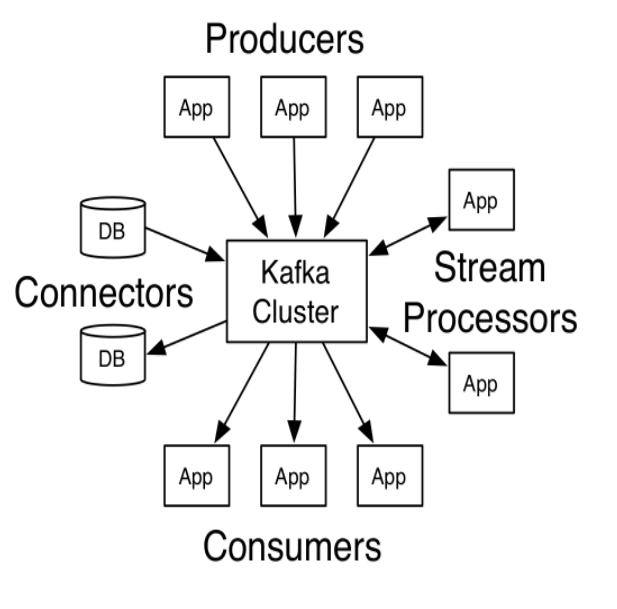 Producers
App
App
App
DB
App
Kafka
Cluster
Stream
Processors
Connectors
DB
App
App
App
App
Consumers